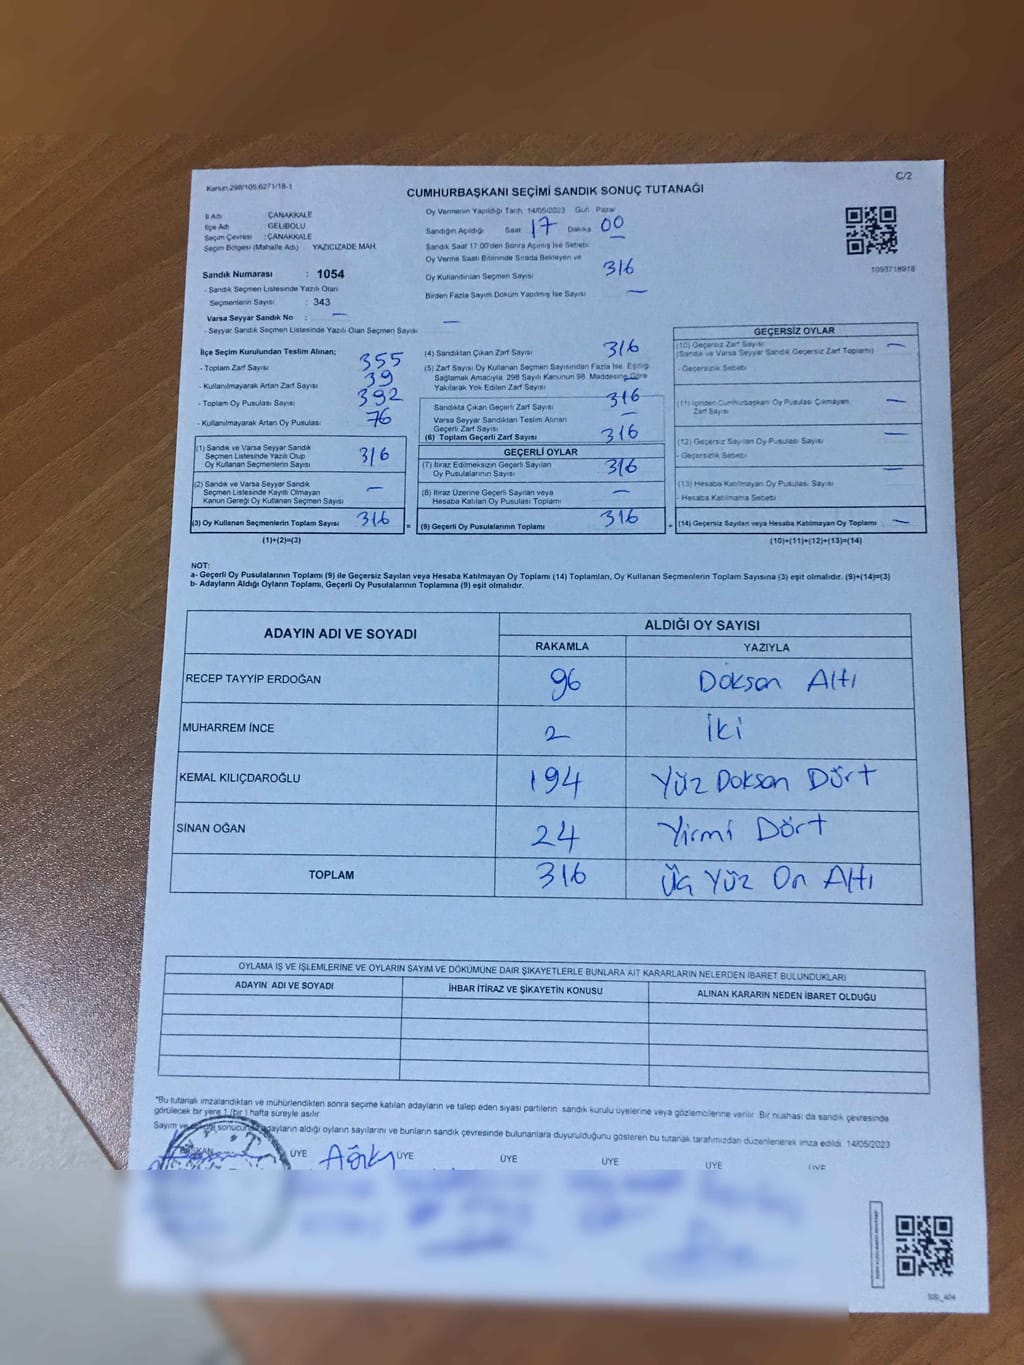 Kanun 298/105,6271/18-1
C/2
CUMHURBAŞKANI SEÇİMİ SANDIK SONUÇ TUTANAĞI
İl Adı : ÇANAKKALE
İlçe Adı : GELİBOLU
Seçim Çevresi : ÇANAKKALE
Seçim Bölgesi (Mahalle Adı) YAZICIZADE MAH.
Sandık Numarası : 1054
- Sandık Seçmen Listesinde Yazılı Olan
Seçmenlerin Sayısı : 343
Varsa Seyyar Sandık No : —
- Seyyar Sandık Seçmen Listesinde Yazılı Olan Seçmen Sayısı —
Oy Vermenin Yapıldığı Tarih 14/05/2023 Gün Pazar
Sandığın Açıldığı Saat 17 Dakika 00
Sandık Saat 17:00'den Sonra Açılmış İse Sebebi —
Oy Verme Saati Bitiminde Sırada Bekleyen ve
Oy Kullandırılan Seçmen Sayısı 316
Birden Fazla Sayım Döküm Yapılmış İse Sayısı —
1093718918
İlçe Seçim Kurulundan Teslim Alınan;
- Toplam Zarf Sayısı 355
- Kullanılmayarak Artan Zarf Sayısı 39
- Toplam Oy Pusulası Sayısı 392
- Kullanılmayarak Artan Oy Pusulası 76
(1) Sandık ve Varsa Seyyar Sandık
Seçmen Listesinde Yazılı Olup
Oy Kullanan Seçmenlerin Sayısı 316
(2) Sandık ve Varsa Seyyar Sandık
Seçmen Listesinde Kayıtlı Olmayan
Kanun Gereği Oy Kullanan Seçmen Sayısı —
(3) Oy Kullanan Seçmenlerin Toplam Sayısı 316 =
(1)+(2)=(3)
(4) Sandıktan Çıkan Zarf Sayısı 316
(5) Zarf Sayısı Oy Kullanan Seçmen Sayısından Fazla İse, Eşitliği
Sağlamak Amacıyla, 298 Sayılı Kanunun 98. Maddesine Göre
Yakılarak Yok Edilen Zarf Sayısı —
Sandıkta Çıkan Geçerli Zarf Sayısı 316
Varsa Seyyar Sandıktan Teslim Alınan
Geçerli Zarf Sayısı —
(6) Toplam Geçerli Zarf Sayısı 316
GEÇERLİ OYLAR
(7) İtiraz Edilmeksizin Geçerli Sayılan
Oy Pusulalarının Sayısı 316
(8) İtiraz Üzerine Geçerli Sayılan veya
Hesaba Katılan Oy Pusulası Toplamı —
(9) Geçerli Oy Pusulalarının Toplamı 316 +
GEÇERSİZ OYLAR
(10) Geçersiz Zarf Sayısı —
(Sandık ve Varsa Seyyar Sandık Geçersiz Zarf Toplamı)
- Geçersizlik Sebebi
(11) İçinden Cumhurbaşkanı Oy Pusulası Çıkmayan —
Zarf Sayısı
(12) Geçersiz Sayılan Oy Pusulası Sayısı —
- Geçersizlik Sebebi
(13) Hesaba Katılmayan Oy Pusulası Sayısı —
- Hesaba Katılmama Sebebi
(14) Geçersiz Sayılan veya Hesaba Katılmayan Oy Toplamı —
(10)+(11)+(12)+(13)=(14)
NOT:
a- Geçerli Oy Pusulalarının Toplamı (9) ile Geçersiz Sayılan veya Hesaba Katılmayan Oy Toplamı (14) Toplamları, Oy Kullanan Seçmenlerin Toplam Sayısına (3) eşit olmalıdır. (9)+(14)=(3)
b- Adayların Aldığı Oyların Toplamı, Geçerli Oy Pusulalarının Toplamına (9) eşit olmalıdır.
ADAYIN ADI VE SOYADI ALDIĞI OY SAYISI
RAKAMLA YAZIYLA
RECEP TAYYİP ERDOĞAN 96 Doksan Altı
MUHARREM İNCE 2 İki
KEMAL KILIÇDAROĞLU 194 Yüz Doksan Dört
SİNAN OĞAN 24 Yirmi Dört
TOPLAM 316 Üç Yüz On Altı
OYLAMA İŞ VE İŞLEMLERİNE VE OYLARIN SAYIM VE DÖKÜMÜNE DAİR ŞİKAYETLERLE BUNLARA AİT KARARLARIN NELERDEN İBARET BULUNDUKLARI
ADAYIN ADI VE SOYADI İHBAR İTİRAZ VE ŞİKAYETİN KONUSU ALINAN KARARIN NEDEN İBARET OLDUĞU
*Bu tutanak imzalandıktan ve mühürlendikten sonra seçime katılan adayların ve talep eden siyasi partilerin sandık kurulu üyelerine veya gözlemcilerine verilir. Bir nüshası da sandık çevresinde
görülecek bir yere 1 (bir) hafta süreyle asılır.
Sayım ve sonucunda adayların aldığı oyların sayılarını ve bunların sandık çevresinde bulunanlara duyurulduğunu gösteren bu tutanak tarafımızdan düzenlenerek imza edildi. 14/05/2023
BAŞKAN ÜYE ÜYE ÜYE ÜYE ÜYE ÜYE